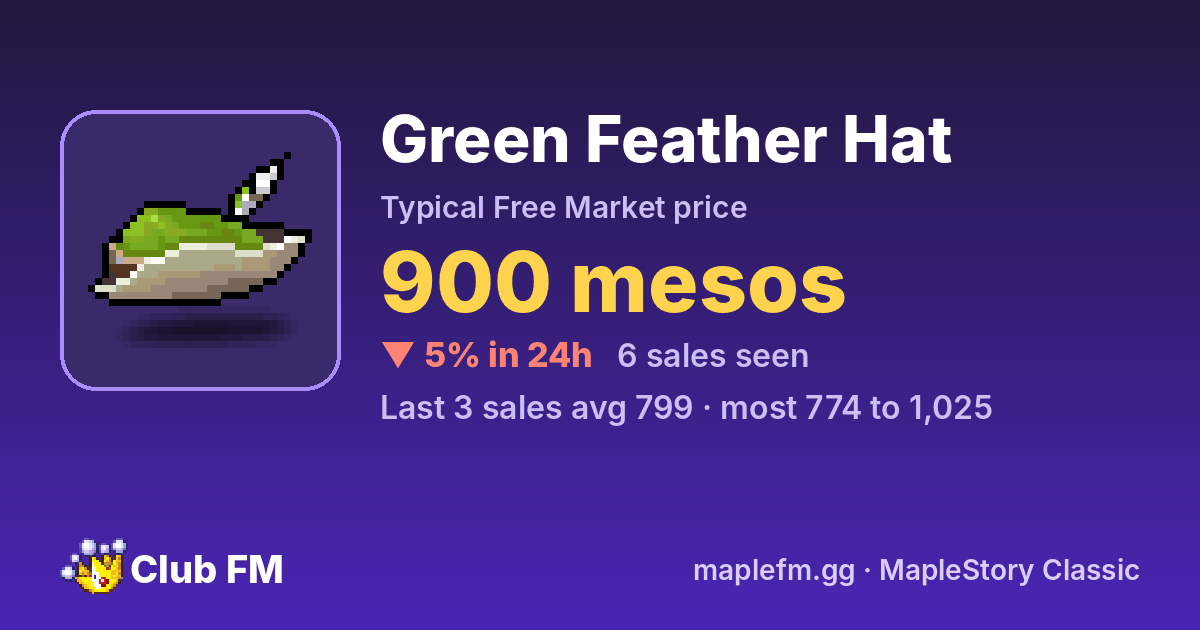 Green Feather Hat
Typical Free Market price
900 mesos
▼ 5% in 24h 6 sales seen
Last 3 sales avg 799 · most 774 to 1,025
Club FM
maplefm.gg · MapleStory Classic